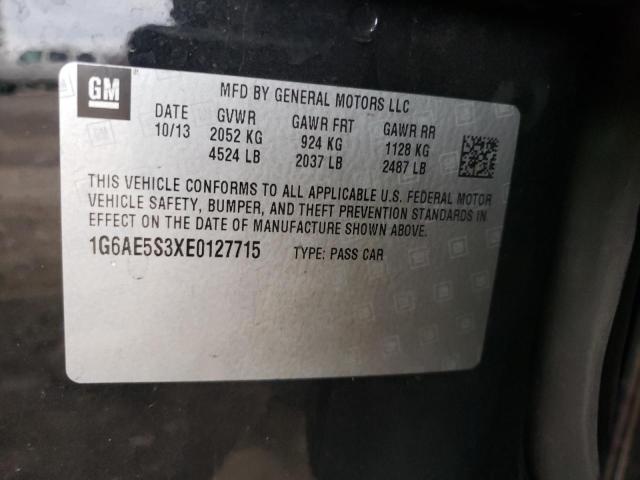 GM
MFD BY GENERAL MOTORS LLC
DATE GVWR GAWR FRT GAWR RR
10/13 2052 KG 924 KG 1128 KG
4524 LB 2037 LB 2487 LB
THIS VEHICLE CONFORMS TO ALL APPLICABLE U.S. FEDERAL MOTOR
VEHICLE SAFETY, BUMPER, AND THEFT PREVENTION STANDARDS IN
EFFECT ON THE DATE OF MANUFACTURE SHOWN ABOVE.
1G6AE5S3XE0127715 TYPE: PASS CAR